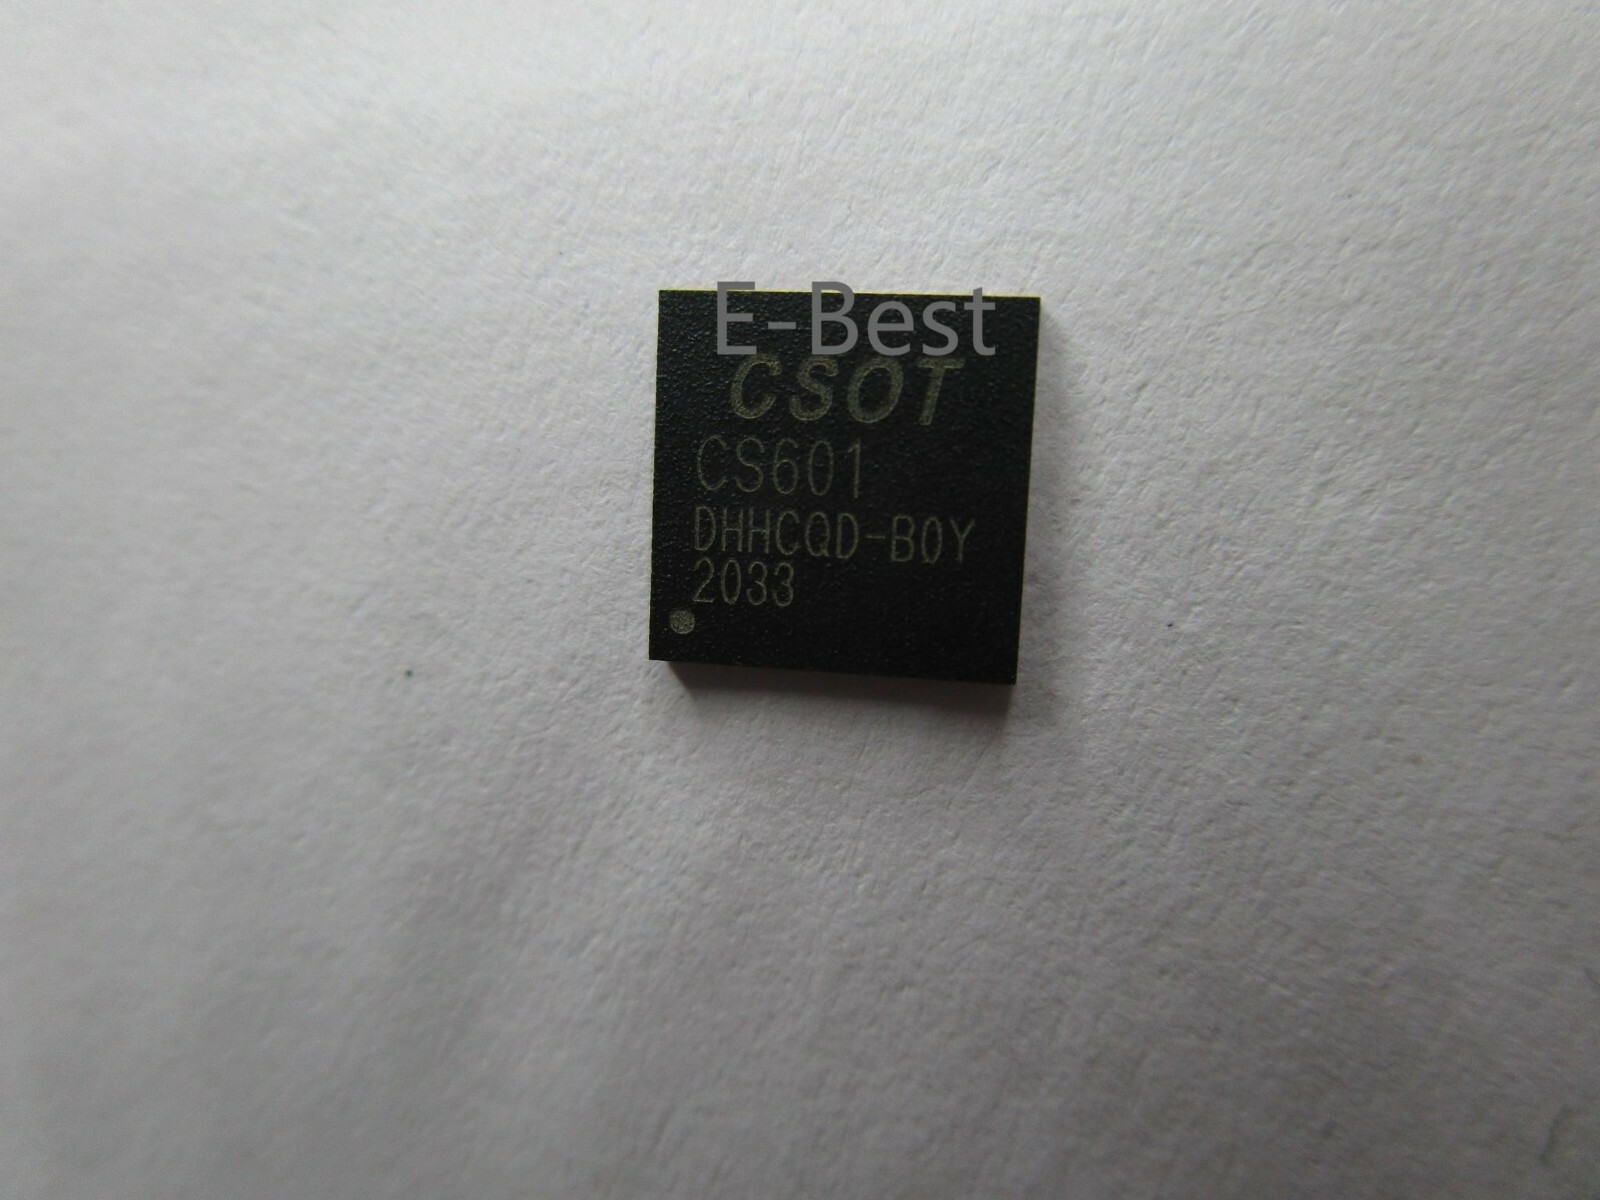 E-Best
CSOT
CS601
DHHCQD-B0Y
2033